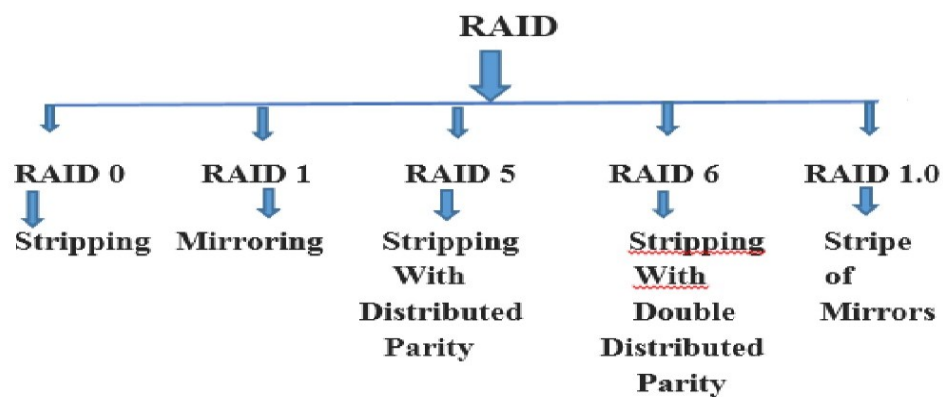 RAID
RAID 0
RAID 1
RAID 5
RAID 6
RAID 1.0
Stripping
Mirroring
Stripping
With
Distributed
Parity
Stripping
With
Double
Distributed
Parity
Stripe
of
Mirrors